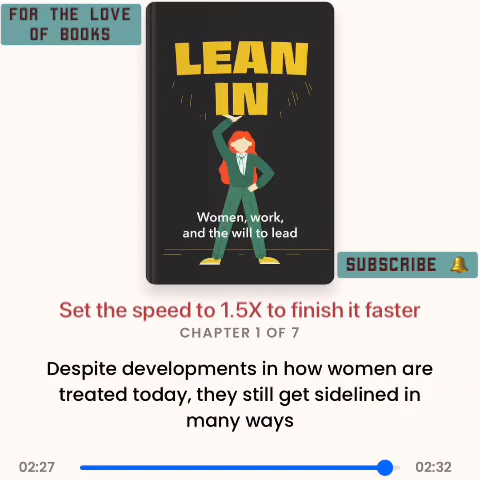 FOR THE LOVE
OF BOOKS
LEAN
IN
Women, work,
and the will to lead
SUBSCRIBE
Set the speed to 1.5X to finish it faster
CHAPTER 1 OF 7
Despite developments in how women are
treated today, they still get sidelined in
many ways
02:27 02:32